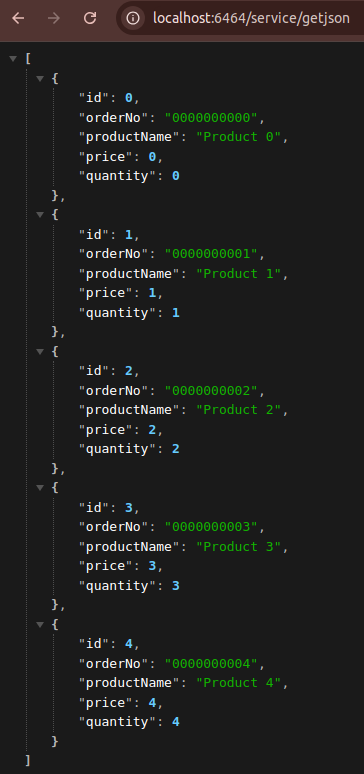 localhost:6464/service/getjson
[
{
"id": 0,
"orderNo": "0000000000",
"productName": "Product 0",
"price": 0,
"quantity": 0
},
{
"id": 1,
"orderNo": "0000000001",
"productName": "Product 1",
"price": 1,
"quantity": 1
},
{
"id": 2,
"orderNo": "0000000002",
"productName": "Product 2",
"price": 2,
"quantity": 2
},
{
"id": 3,
"orderNo": "0000000003",
"productName": "Product 3",
"price": 3,
"quantity": 3
},
{
"id": 4,
"orderNo": "0000000004",
"productName": "Product 4",
"price": 4,
"quantity": 4
}
]